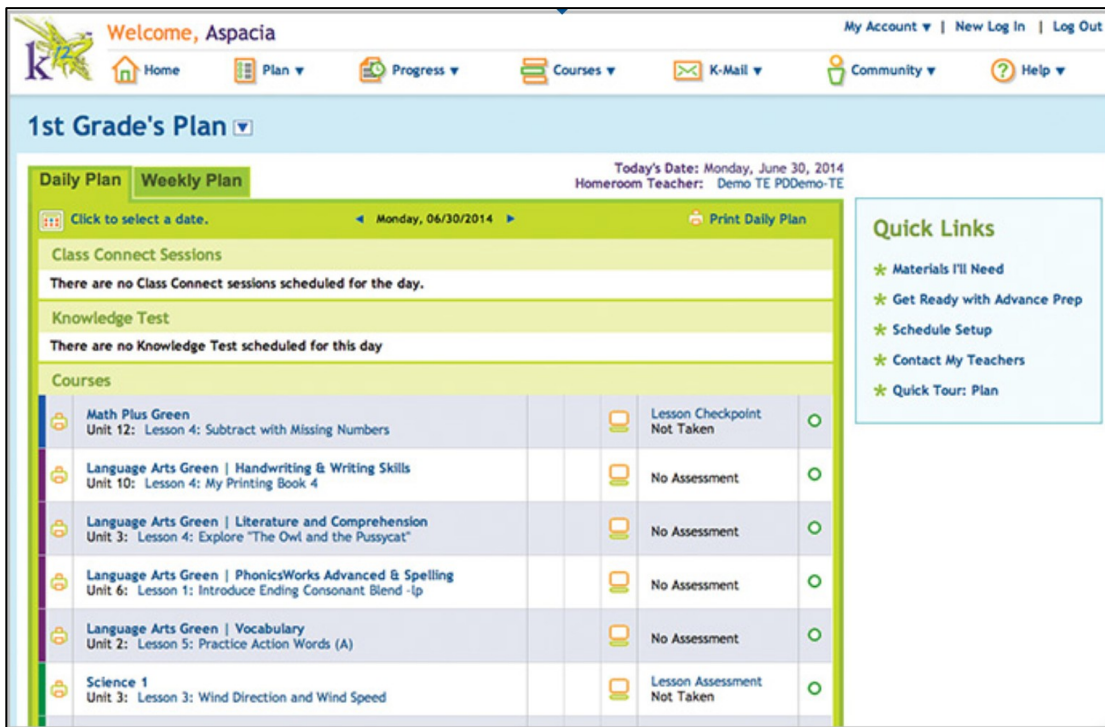 k12
Welcome, Aspacia
My Account ▼ | New Log In | Log Out
Home
Plan ▼
Progress ▼
Courses ▼
K-Mail ▼
Community ▼
Help ▼
1st Grade's Plan
Daily Plan
Weekly Plan
Today's Date: Monday, June 30, 2014
Homeroom Teacher: Demo TE PDDemo-TE
Click to select a date.
Monday, 06/30/2014
Print Daily Plan
Class Connect Sessions
There are no Class Connect sessions scheduled for the day.
Knowledge Test
There are no Knowledge Test scheduled for this day
Courses
Math Plus Green
Unit 12: Lesson 4: Subtract with Missing Numbers
Lesson Checkpoint
Not Taken
Language Arts Green | Handwriting & Writing Skills
Unit 10: Lesson 4: My Printing Book 4
No Assessment
Language Arts Green | Literature and Comprehension
Unit 3: Lesson 4: Explore "The Owl and the Pussycat"
No Assessment
Language Arts Green | PhonicsWorks Advanced & Spelling
Unit 6: Lesson 1: Introduce Ending Consonant Blend -lp
No Assessment
Language Arts Green | Vocabulary
Unit 2: Lesson 5: Practice Action Words (A)
No Assessment
Science 1
Unit 3: Lesson 3: Wind Direction and Wind Speed
Lesson Assessment
Not Taken
Quick Links
Materials I'll Need
Get Ready with Advance Prep
Schedule Setup
Contact My Teachers
Quick Tour: Plan